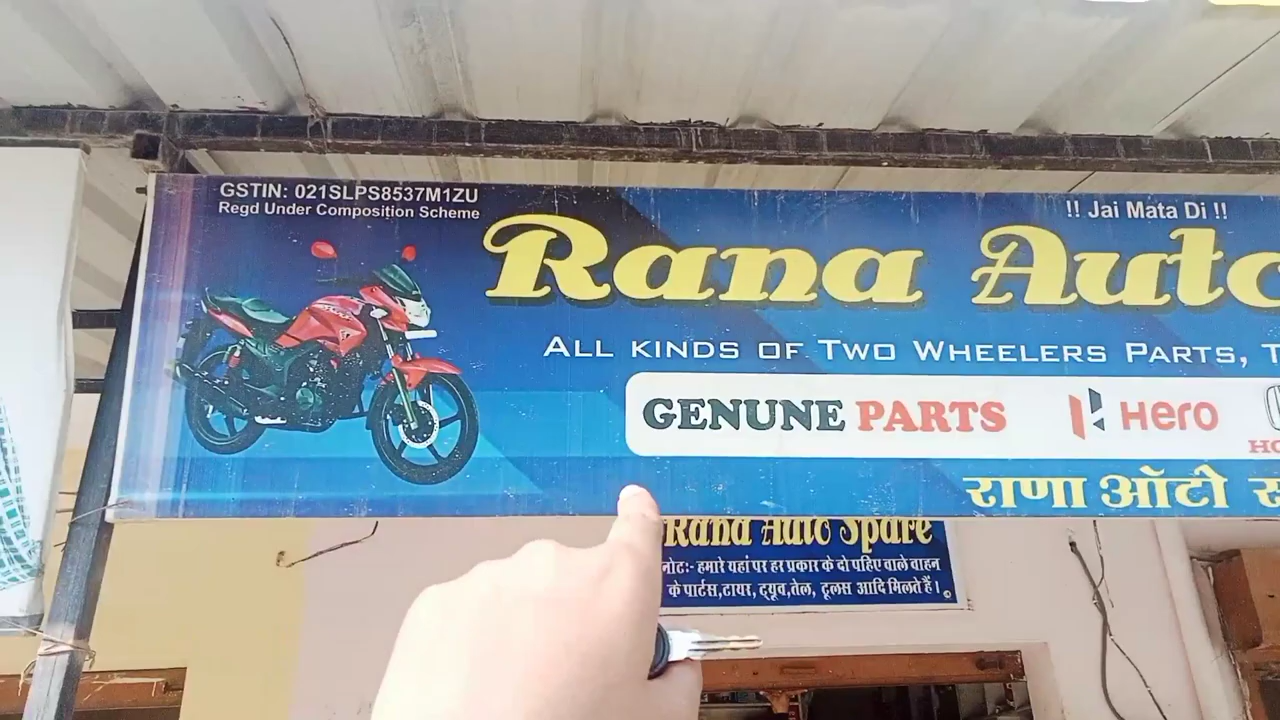 GSTIN: 021SLPS8537M1ZU
Regd Under Composition Scheme
!! Jai Mata Di !!
Rana Auto
ALL KINDS OF TWO WHEELERS PARTS,
GENUNE PARTS
HERO
राणा ऑटो
Rana Auto Spare
नोटः- हमारे यहां पर हर प्रकार के दो पहिए वाले वाहन
के पार्टस,टायर, ट्यूव,तेल, टूलस आदि मिलते हैं।